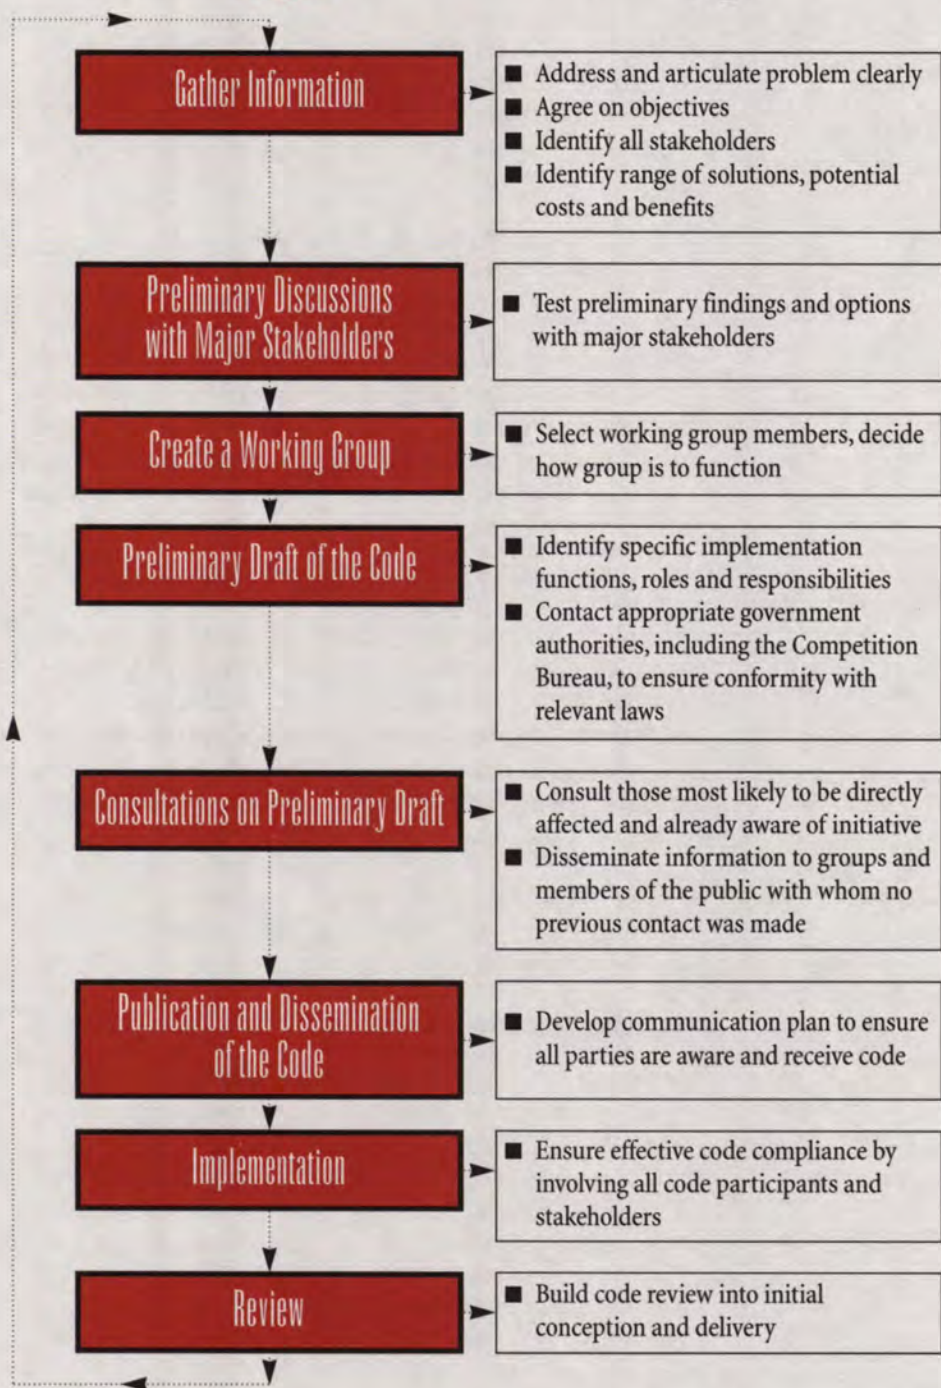 Gather Information
■ Address and articulate problem clearly
■ Agree on objectives
■ Identify all stakeholders
■ Identify range of solutions, potential
costs and benefits
Preliminary Discussions
with Major Stakeholders
■ Test preliminary findings and options
with major stakeholders
Create a Working Group
■ Select working group members, decide
how group is to function
Preliminary Draft of the Code
■ Identify specific implementation
functions, roles and responsibilities
■ Contact appropriate government
authorities, including the Competition
Bureau, to ensure conformity with
relevant laws
Consultations on Preliminary Draft
■ Consult those most likely to be directly
affected and already aware of initiative
■ Disseminate information to groups and
members of the public with whom no
previous contact was made
Publication and Dissemination
of the Code
■ Develop communication plan to ensure
all parties are aware and receive code
Implementation
■ Ensure effective code compliance by
involving all code participants and
stakeholders
Review
■ Build code review into initial
conception and delivery